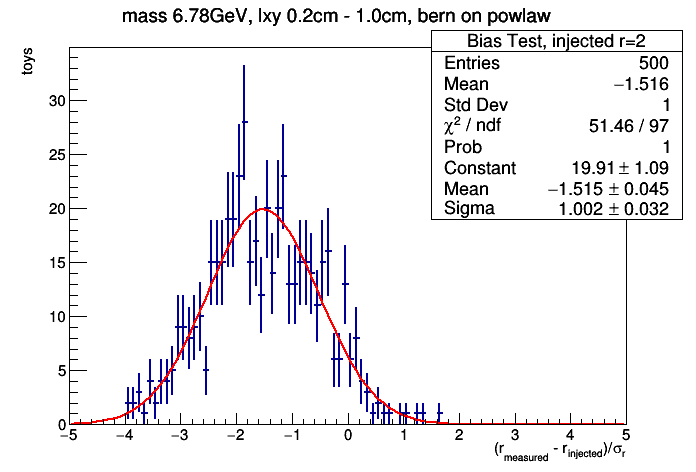 mass 6.78GeV, lxy 0.2cm - 1.0cm, bern on powlaw
Bias Test, injected r=2
Entries 500
Mean −1.516
Std Dev 1
χ² / ndf 51.46 / 97
Prob 1
Constant 19.91 ± 1.09
Mean −1.515 ± 0.045
Sigma 1.002 ± 0.032
toys
30
25
20
15
10
5
0
−5 −4 −3 −2 −1 0 1 2 3 4 5
(r_measured - r_injected)/σ_r